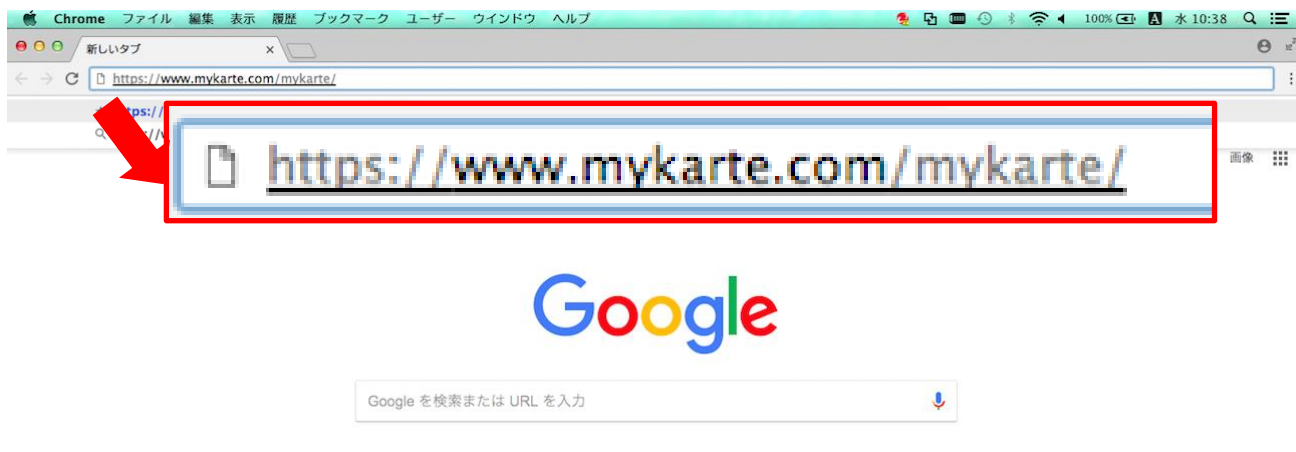 Chrome ファイル 編集 表示 履歴 ブックマーク ユーザー ウインドウ ヘルプ 100% 水 10:38
新しいタブ
https://www.mykarte.com/mykarte/
https://www.mykarte.com/mykarte/
画像
Google
Google を検索または URL を入力